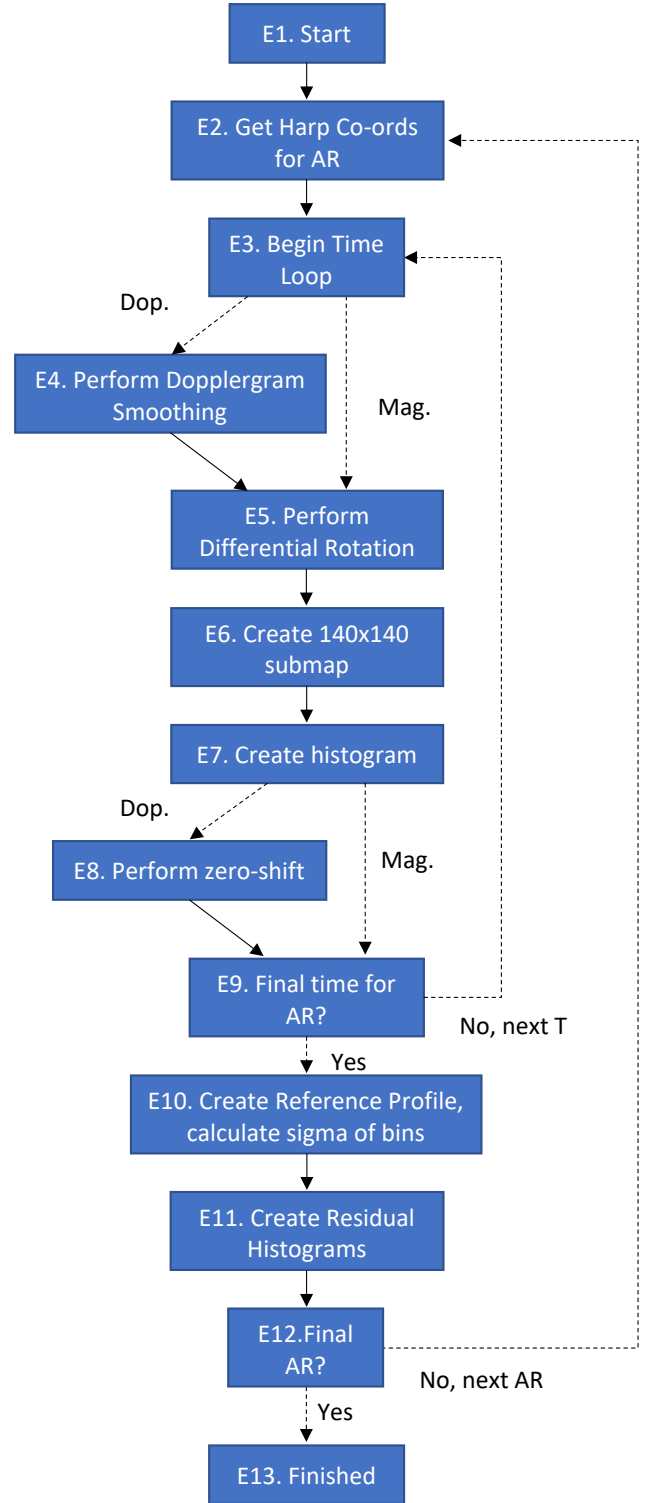 E1. Start
E2. Get Harp Co-ords
for AR
E3. Begin Time
Loop
Dop.
E4. Perform Dopplergram
Smoothing
Mag.
E5. Perform
Differential Rotation
E6. Create 140x140
submap
E7. Create histogram
Dop.
E8. Perform zero-shift
Mag.
E9. Final time for
AR?
No, next T
Yes
E10. Create Reference Profile,
calculate sigma of bins
E11. Create Residual
Histograms
E12.Final
AR?
No, next AR
Yes
E13. Finished